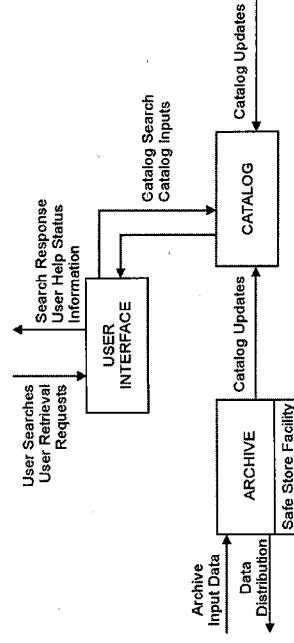 User Searches
User Retrieval
Requests
Search Response
User Help Status
Information
USER
INTERFACE
Catalog Search
Catalog Inputs
Archive
Input Data
Data
Distribution
ARCHIVE
Safe Store Facility
Catalog Updates
CATALOG
Catalog Updates